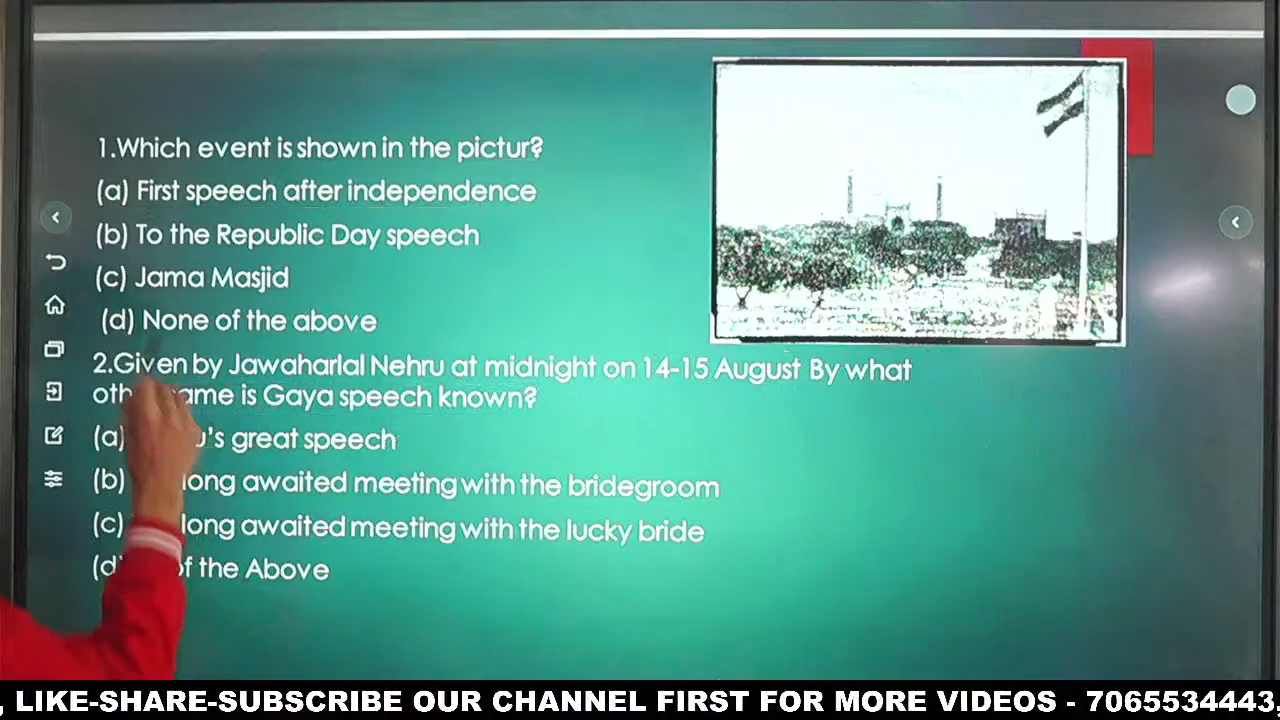 1.Which event is shown in the pictur?
(a) First speech after independence
(b) To the Republic Day speech
(c) Jama Masjid
(d) None of the above
2.Given by Jawaharlal Nehru at midnight on 14-15 August By what
is Gaya speech known?
(a) great speech
(b) long awaited meeting with the bridegroom
(c) long awaited meeting with the lucky bride
(d) of the Above
, LIKE-SHARE-SUBSCRIBE OUR CHANNEL FIRST FOR MORE VIDEOS - 7065534443,